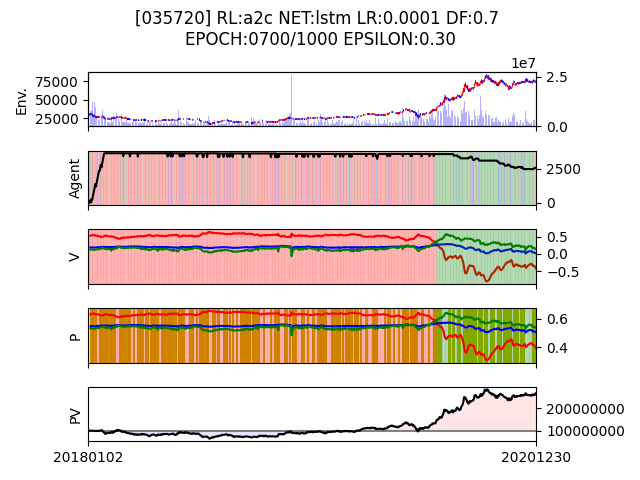 [035720] RL:a2c NET:lstm LR:0.0001 DF:0.7
EPOCH:0700/1000 EPSILON:0.30
1e7
Env.
75000
50000
25000
2.5
0.0
Agent
2500
0
V
0.5
0.0
−0.5
P
0.6
0.4
PV
200000000
100000000
20180102
20201230